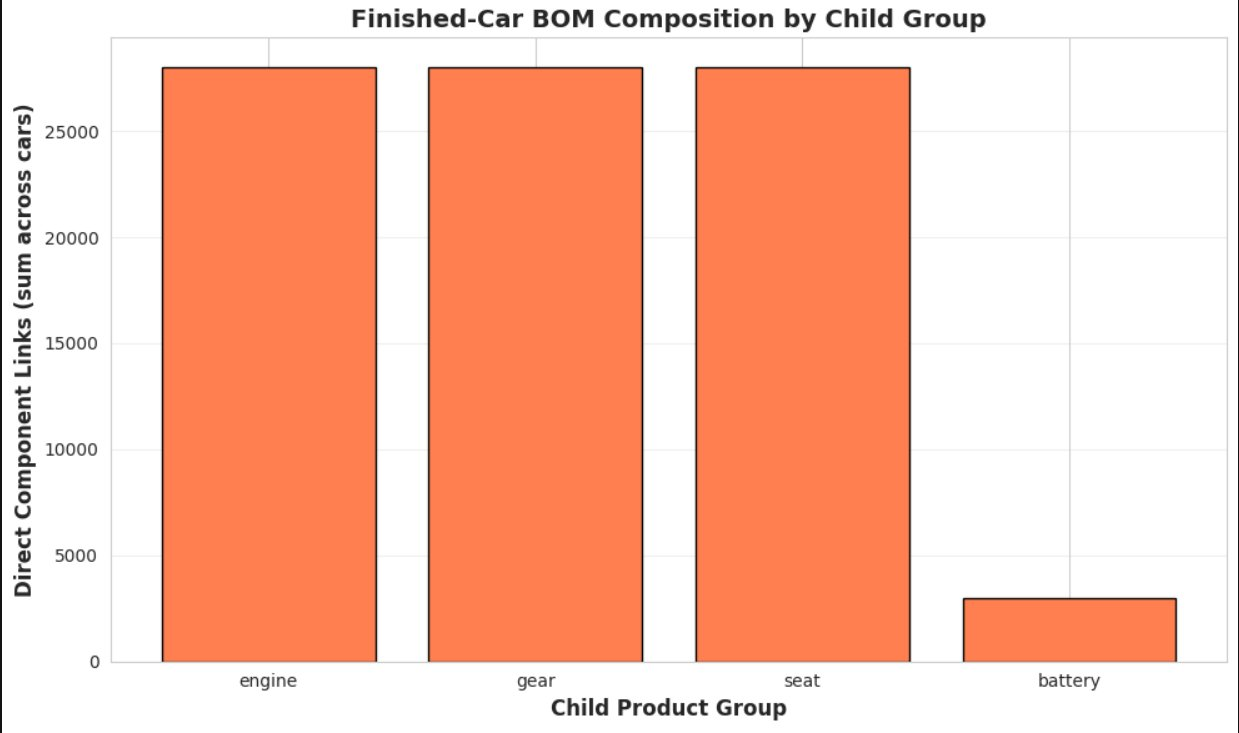 Finished-Car BOM Composition by Child Group
Direct Component Links (sum across cars)
25000
20000
15000
10000
5000
0
engine gear seat battery
Child Product Group